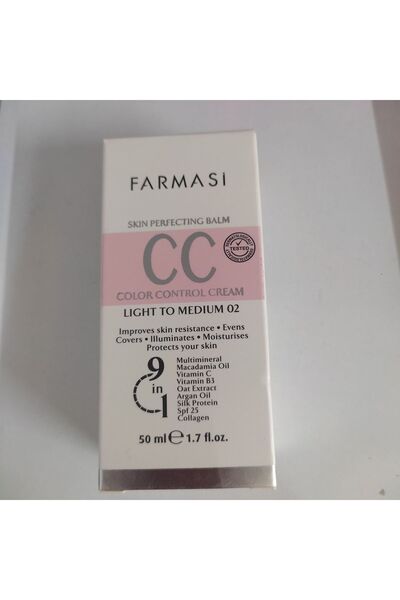 FARMASİ
SKIN PERFECTING BALM
CC
TESTED
COLOR CONTROL CREAM
LIGHT TO MEDIUM 02
Improves skin resistance • Evens
Covers • Illuminates • Moisturises
Protects your skin
9 in 1
Multimineral
Macadamia Oil
Vitamin C
Vitamin B3
Oat Extract
Argan Oil
Silk Protein
Spf 25
Collagen
50 ml ℮ 1.7 fl.oz.